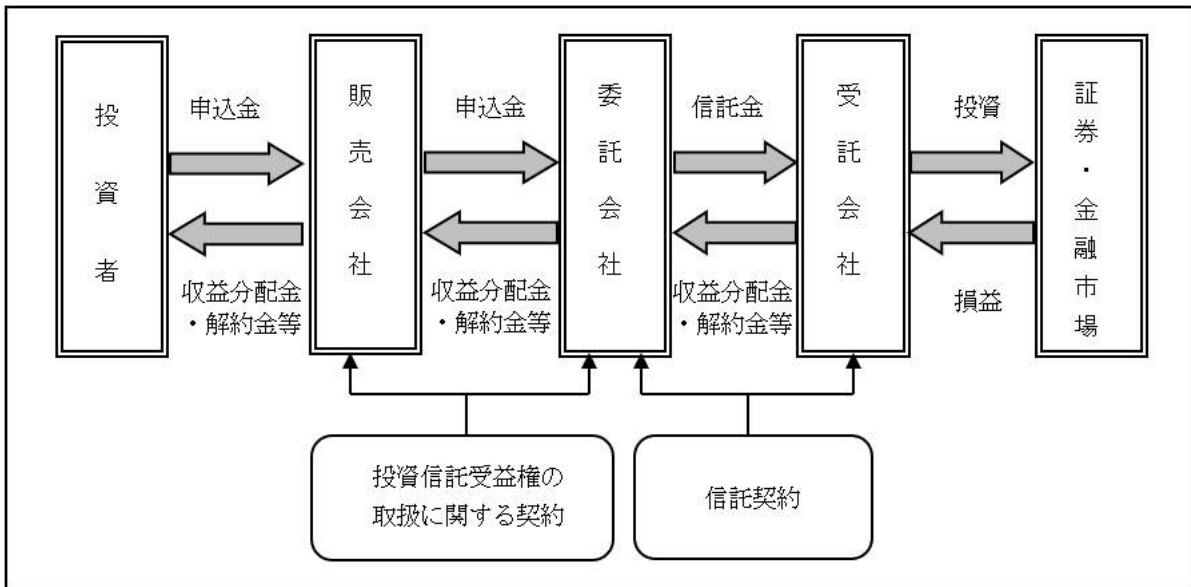 投資者
申込金
収益分配金
・解約金等
販売会社
申込金
収益分配金
・解約金等
委託会社
信託金
収益分配金
・解約金等
受託会社
投資
損益
証券・金融市場
投資信託受益権の
取扱に関する契約
信託契約